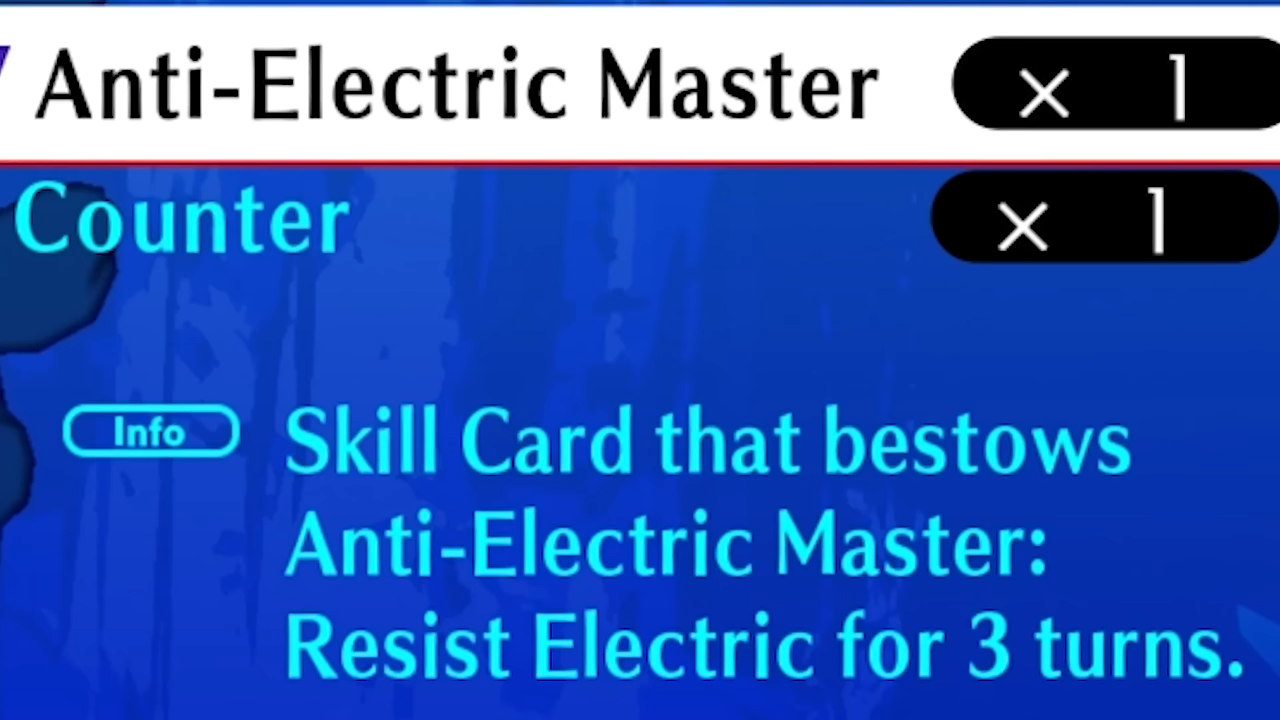 Anti-Electric Master × 1
Counter × 1
Info Skill Card that bestows
Anti-Electric Master:
Resist Electric for 3 turns.